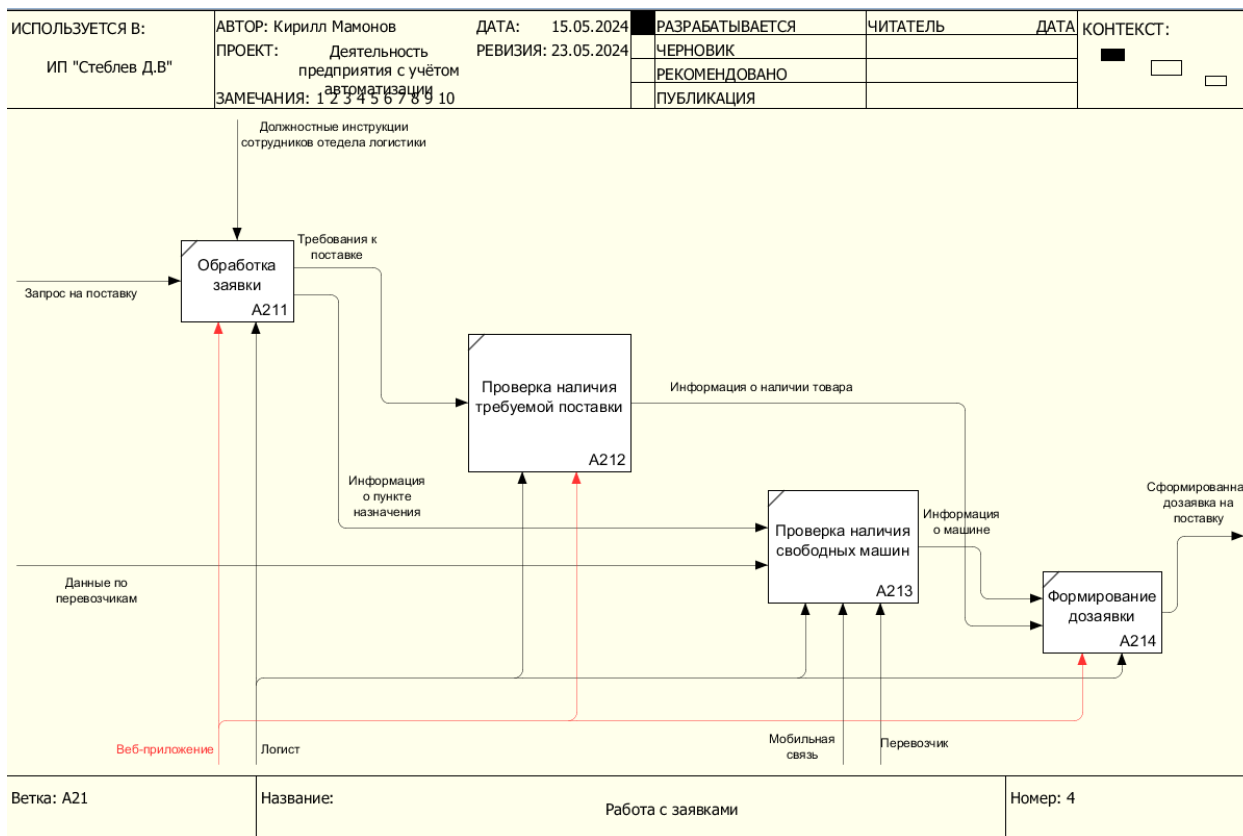 ИСПОЛЬЗУЕТСЯ В:
ИП "Стеблев Д.В"
АВТОР: Кирилл Мамонов
ДАТА: 15.05.2024
ПРОЕКТ: Деятельность
предприятия с учётом
автоматизации
РЕВИЗИЯ: 23.05.2024
ЗАМЕЧАНИЯ: 1 2 3 4 5 6 7 8 9 10
РАЗРАБАТЫВАЕТСЯ
ЧЕРНОВИК
РЕКОМЕНДОВАНО
ПУБЛИКАЦИЯ
ЧИТАТЕЛЬ
ДАТА
КОНТЕКСТ:
Должностные инструкции
сотрудников отедела логистики
Запрос на поставку
Обработка
заявки
A211
Требования к
поставке
Проверка наличия
требуемой поставки
A212
Информация о наличии товара
Информация
о пункте
назначения
Данные по
перевозчикам
Проверка наличия
свободных машин
A213
Информация
о машине
Сформированна
дозаявка на
поставку
Формирование
дозаявки
A214
Веб-приложение
Логист
Мобильная
связь
Перевозчик
Ветка: A21
Название:
Работа с заявками
Номер: 4